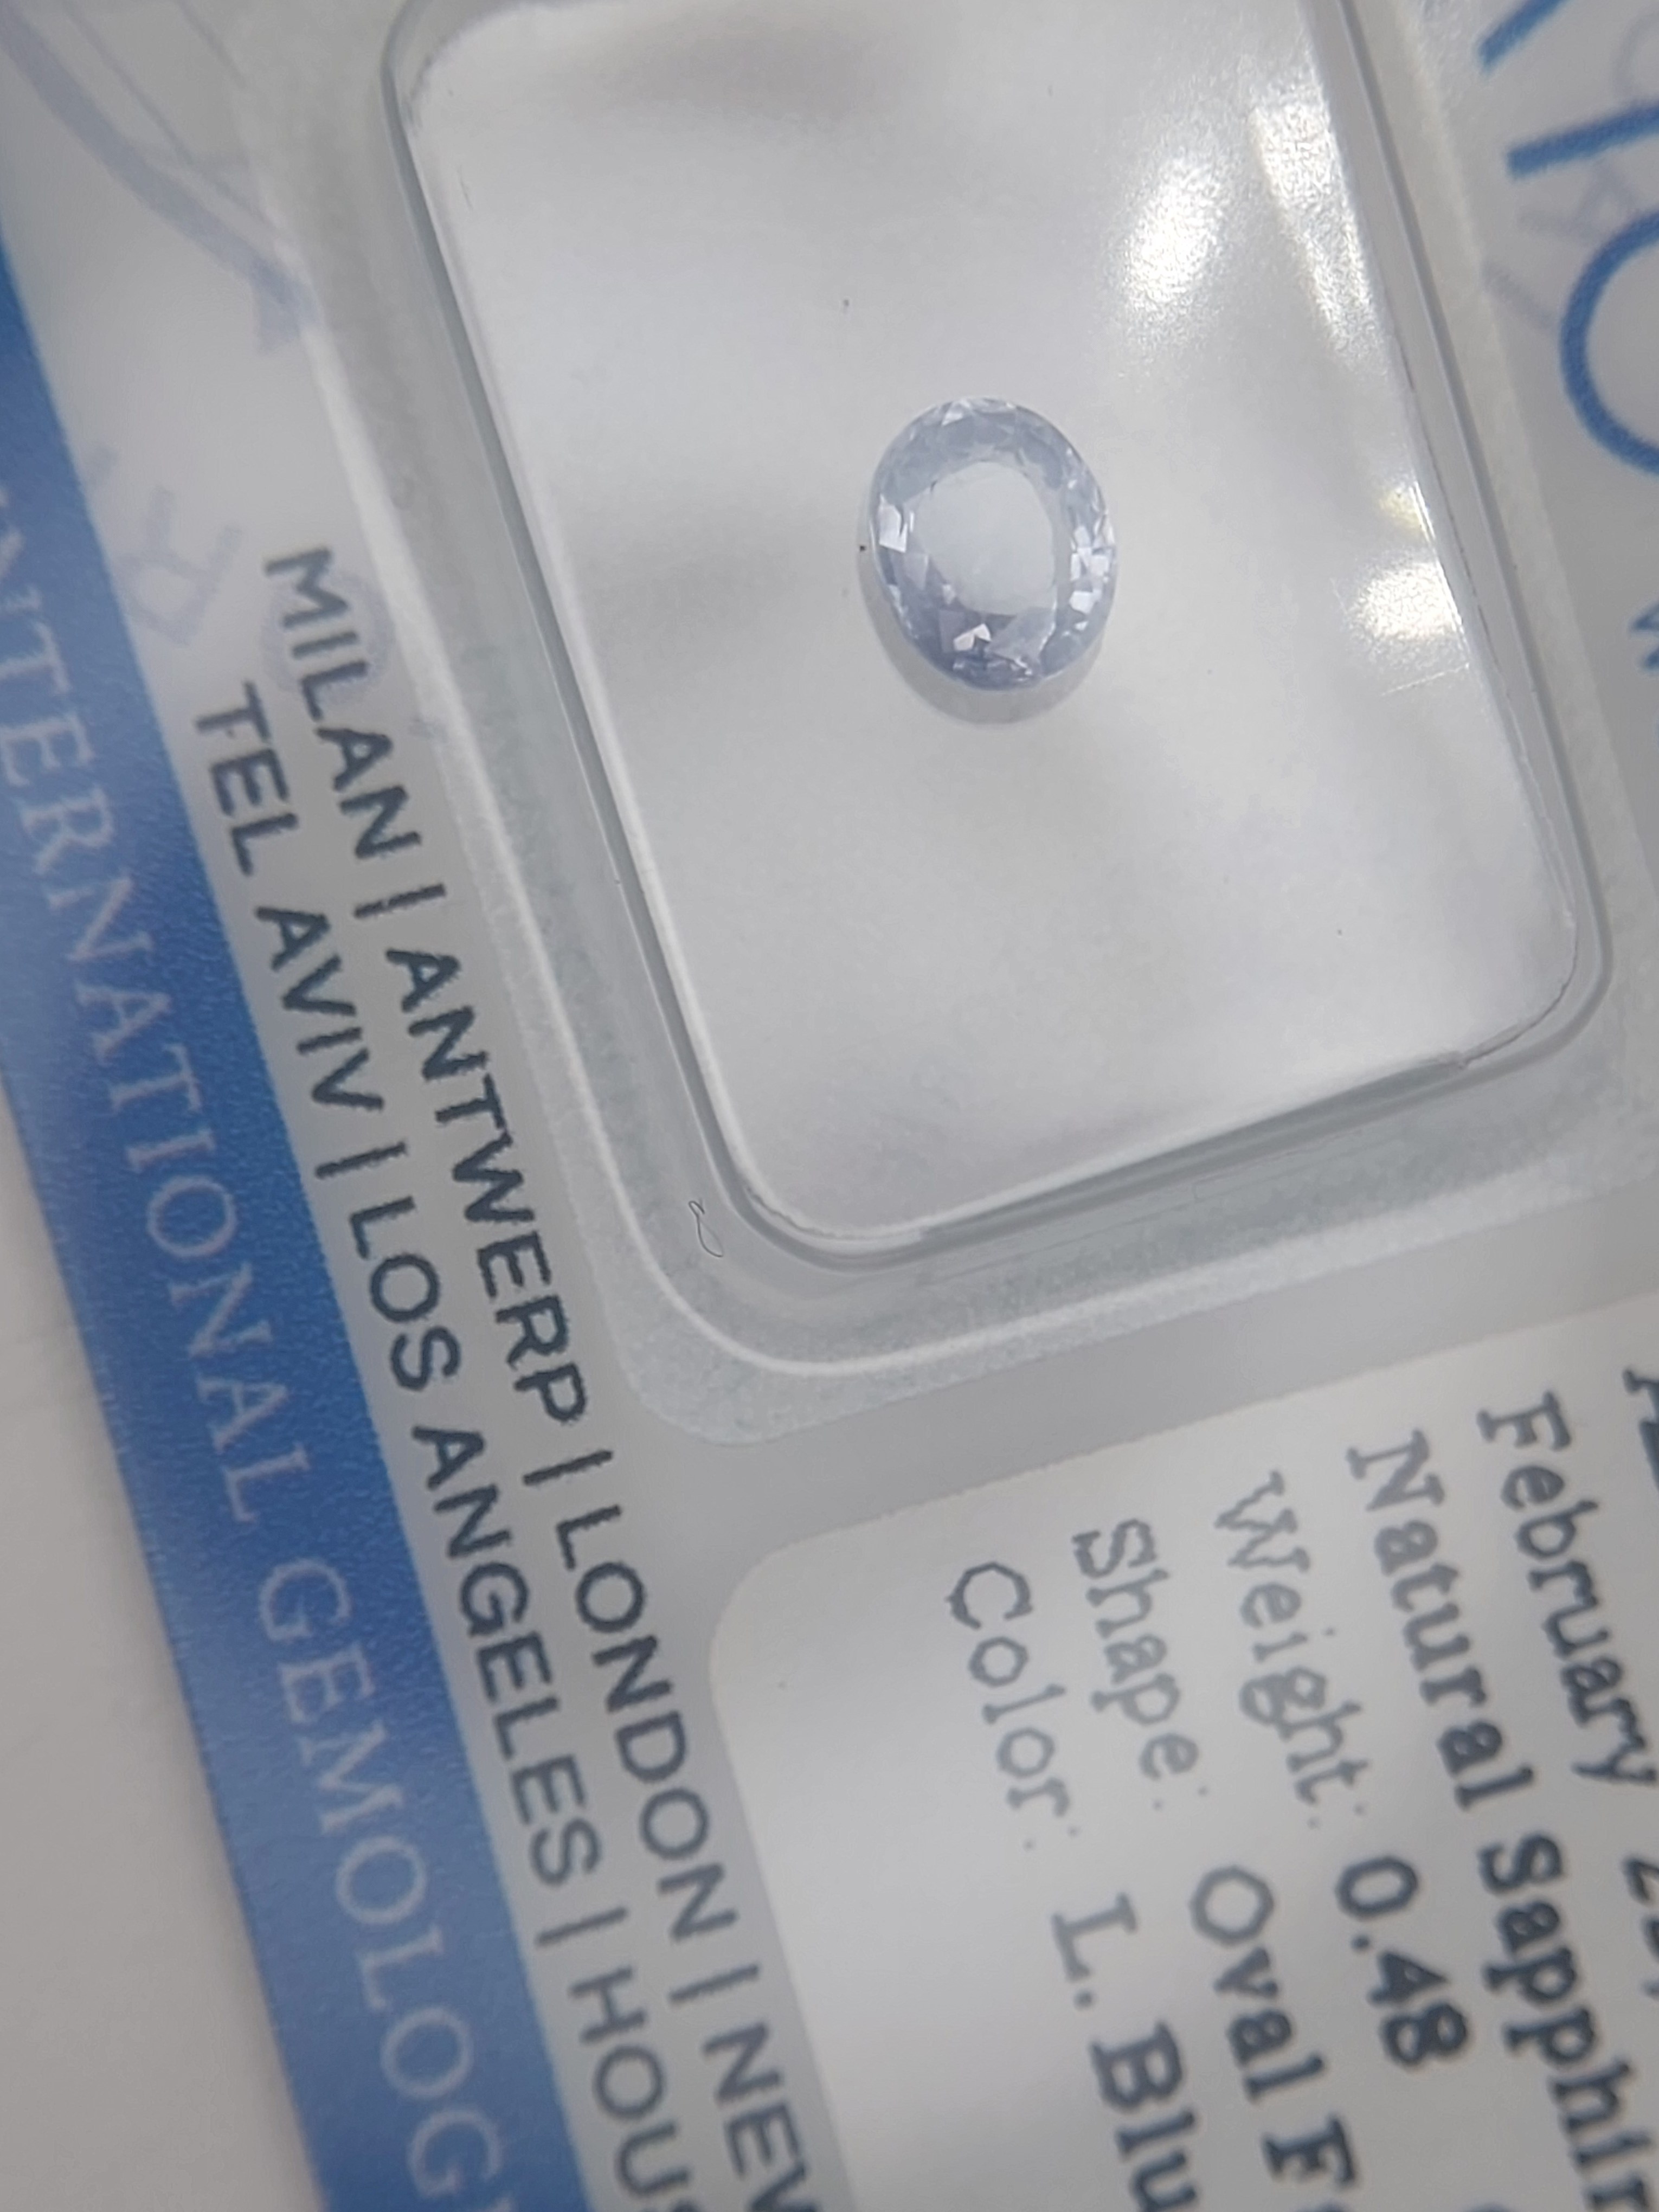 MILAN | ANTWERP | LONDON | NEW
TEL AVIV | LOS ANGELES | HOUS
INTERNATIONAL GEMOLOG
February
Natural Sapphir
Weight: 0.48
Shape: Oval F
Color: L. Blu